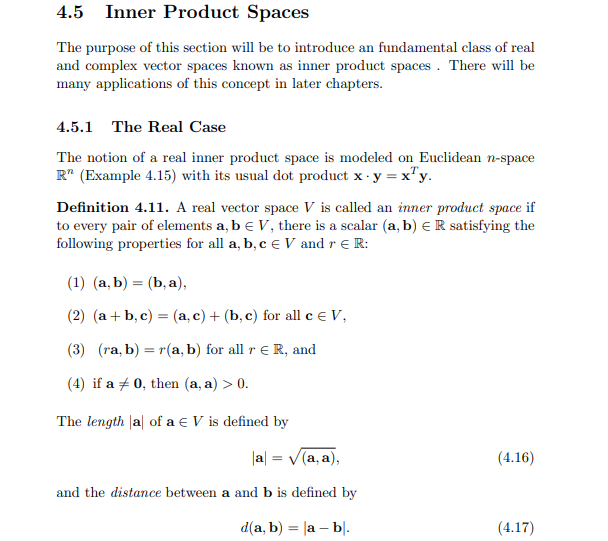 4.5 Inner Product Spaces
The purpose of this section will be to introduce an fundamental class of real
and complex vector spaces known as inner product spaces . There will be
many applications of this concept in later chapters.
4.5.1 The Real Case
The notion of a real inner product space is modeled on Euclidean n-space
ℝⁿ (Example 4.15) with its usual dot product x · y = xᵀy.
Definition 4.11. A real vector space V is called an inner product space if
to every pair of elements a, b ∈ V, there is a scalar (a, b) ∈ ℝ satisfying the
following properties for all a, b, c ∈ V and r ∈ ℝ:
(1) (a, b) = (b, a),
(2) (a + b, c) = (a, c) + (b, c) for all c ∈ V,
(3) (ra, b) = r(a, b) for all r ∈ ℝ, and
(4) if a ≠ 0, then (a, a) > 0.
The length |a| of a ∈ V is defined by
|a| = √(a, a), (4.16)
and the distance between a and b is defined by
d(a, b) = |a − b|. (4.17)